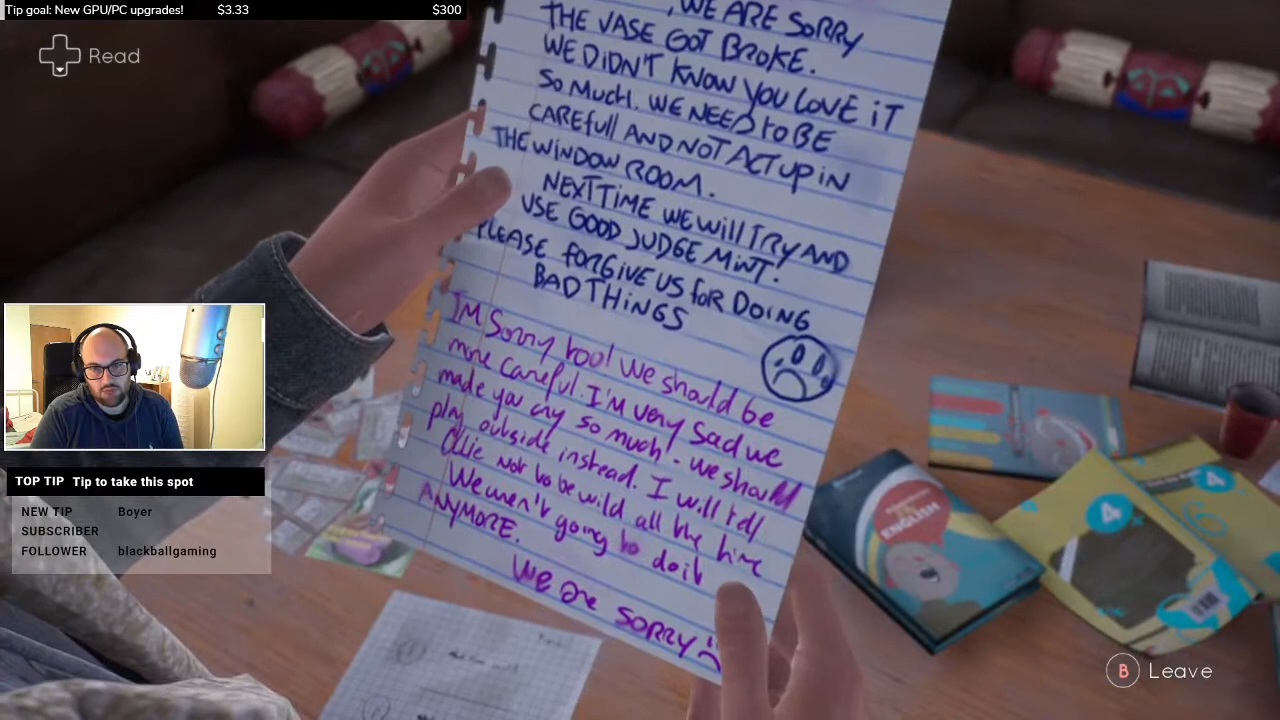 Tip goal: New GPU/PC upgrades! $3.33 $300
Read
, WE ARE SORRY
THE VASE GOT BROKE.
WE DIDN'T KNOW YOU LOVE iT
SO MUCH. WE NEED to BE
CAREFull AND NOT ACT UP iN
THE WINDOW ROOM.
NEXT TIME WE WIll TRY AND
USE GOOD JUDGE MiNT!
PLEASE FORGIVE US FOR DOING
BAD THiNGS
I'M Sorry too! We should be
more careful. I'm very sad we
made you cry so much! - we should
play outside instead. I will tell
Ollie not to be wild all the time
We weren't going to do it
ANYMORE.
We are SORRY
ENGLISH
4
4
B Leave
TOP TIP Tip to take this spot
NEW TIP Boyer
SUBSCRIBER
FOLLOWER blackballgaming